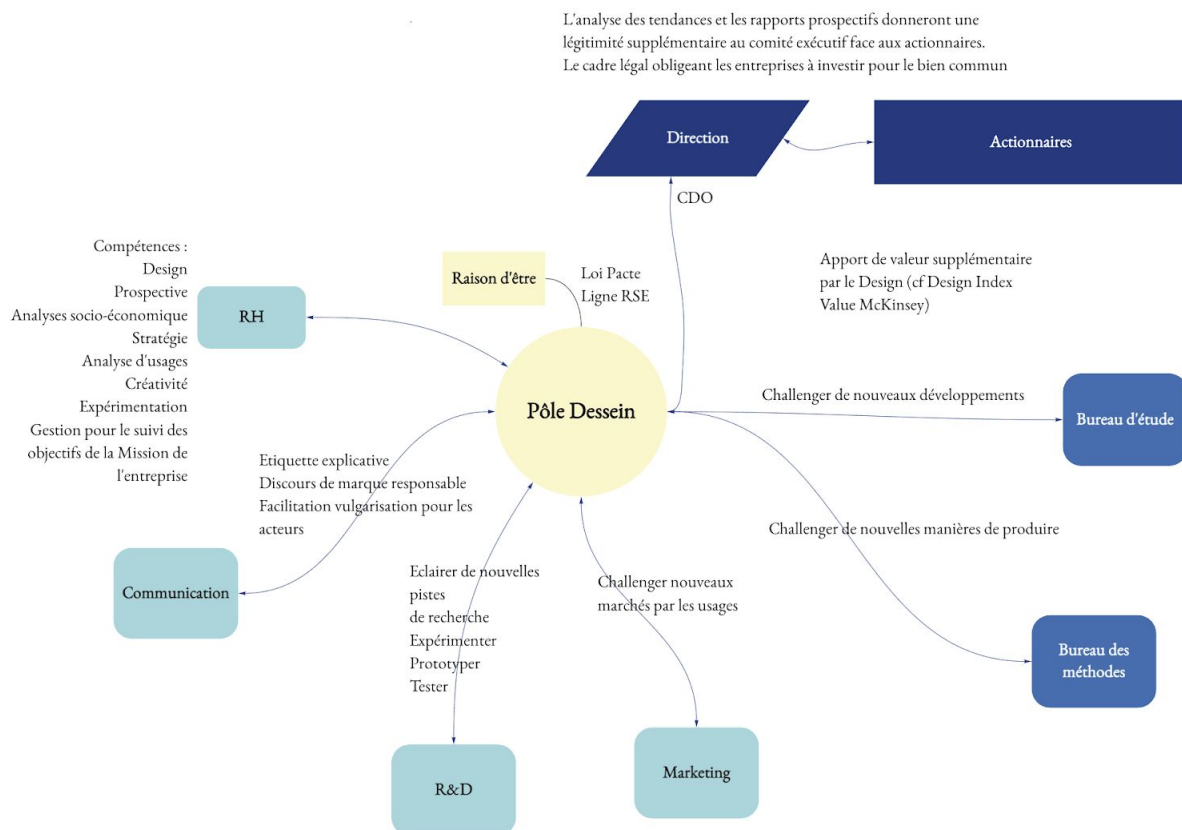 L'analyse des tendances et les rapports prospectifs donneront une
légitimité supplémentaire au comité exécutif face aux actionnaires.
Le cadre légal obligeant les entreprises à investir pour le bien commun
Direction
Actionnaires
CDO
Compétences :
Design
Prospective
Analyses socio-économique
Stratégie
Analyse d'usages
Créativité
Expérimentation
Gestion pour le suivi des
objectifs de la Mission de
l'entreprise
RH
Raison d'être
Loi Pacte
Ligne RSE
Apport de valeur supplémentaire
par le Design (cf Design Index
Value McKinsey)
Pôle Dessein
Challenger de nouveaux développements
Bureau d'étude
Etiquette explicative
Discours de marque responsable
Facilitation vulgarisation pour les
acteurs
Challenger de nouvelles manières de produire
Communication
Eclairer de nouvelles
pistes
de recherche
Expérimenter
Prototyper
Tester
Challenger nouveaux
marchés par les usages
Bureau des
méthodes
R&D
Marketing